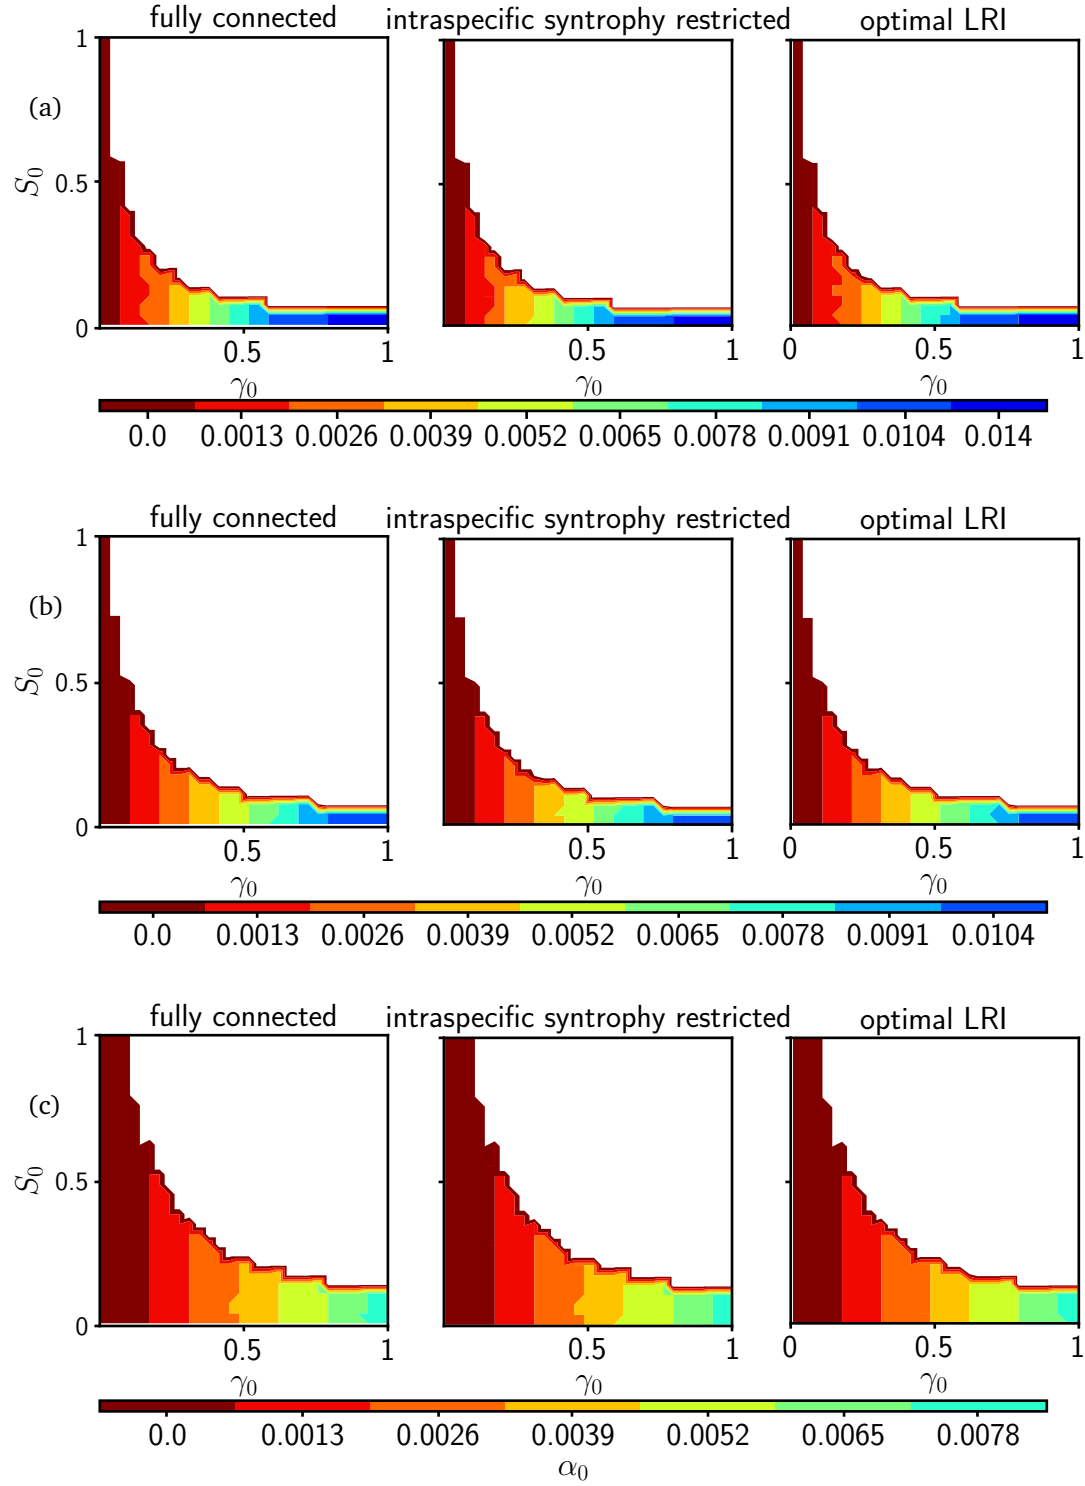 fully connected intraspecific syntrophy restricted optimal LRI
(a)
S₀
1
0.5
0
0.5 1
0.5 1
0 0.5 1
γ₀ γ₀ γ₀
0.0 0.0013 0.0026 0.0039 0.0052 0.0065 0.0078 0.0091 0.0104 0.014
fully connected intraspecific syntrophy restricted optimal LRI
(b)
S₀
1
0.5
0
0.5 1
0.5 1
0 0.5 1
γ₀ γ₀ γ₀
0.0 0.0013 0.0026 0.0039 0.0052 0.0065 0.0078 0.0091 0.0104
fully connected intraspecific syntrophy restricted optimal LRI
(c)
S₀
1
0.5
0
0.5 1
0.5 1
0 0.5 1
γ₀ γ₀ γ₀
0.0 0.0013 0.0026 0.0039 0.0052 0.0065 0.0078
α₀